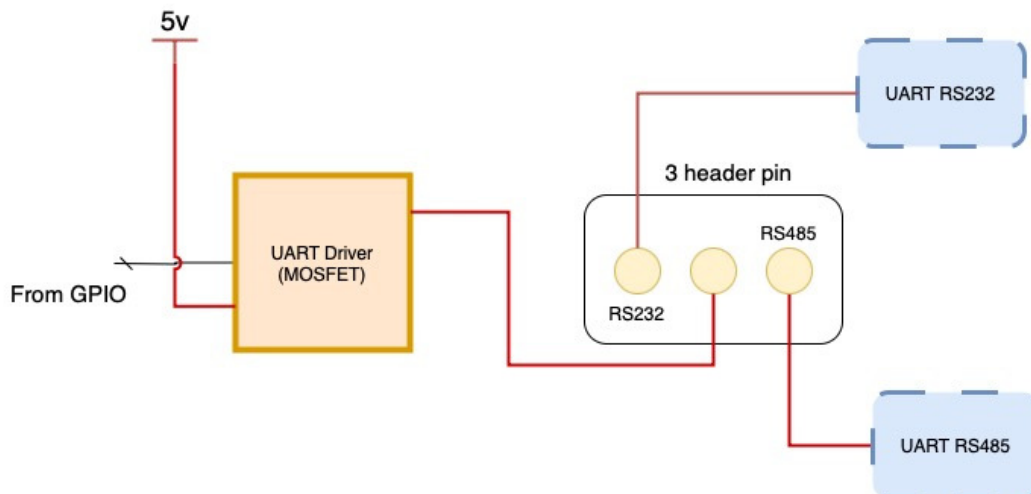 5v
UART RS232
3 header pin
RS485
UART Driver
(MOSFET)
From GPIO
RS232
UART RS485